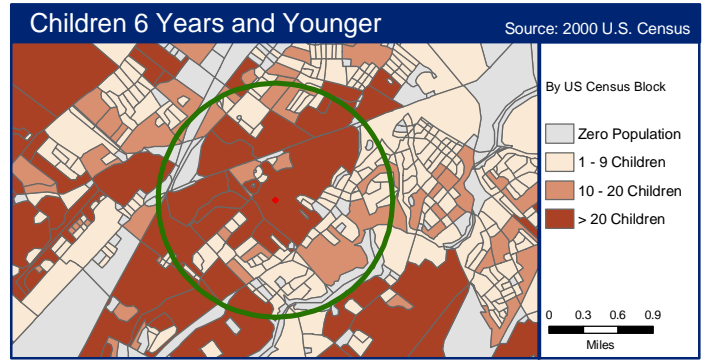 Children 6 Years and Younger
Source: 2000 U.S. Census
By US Census Block
Zero Population
1 - 9 Children
10 - 20 Children
> 20 Children
0 0.3 0.6 0.9
Miles